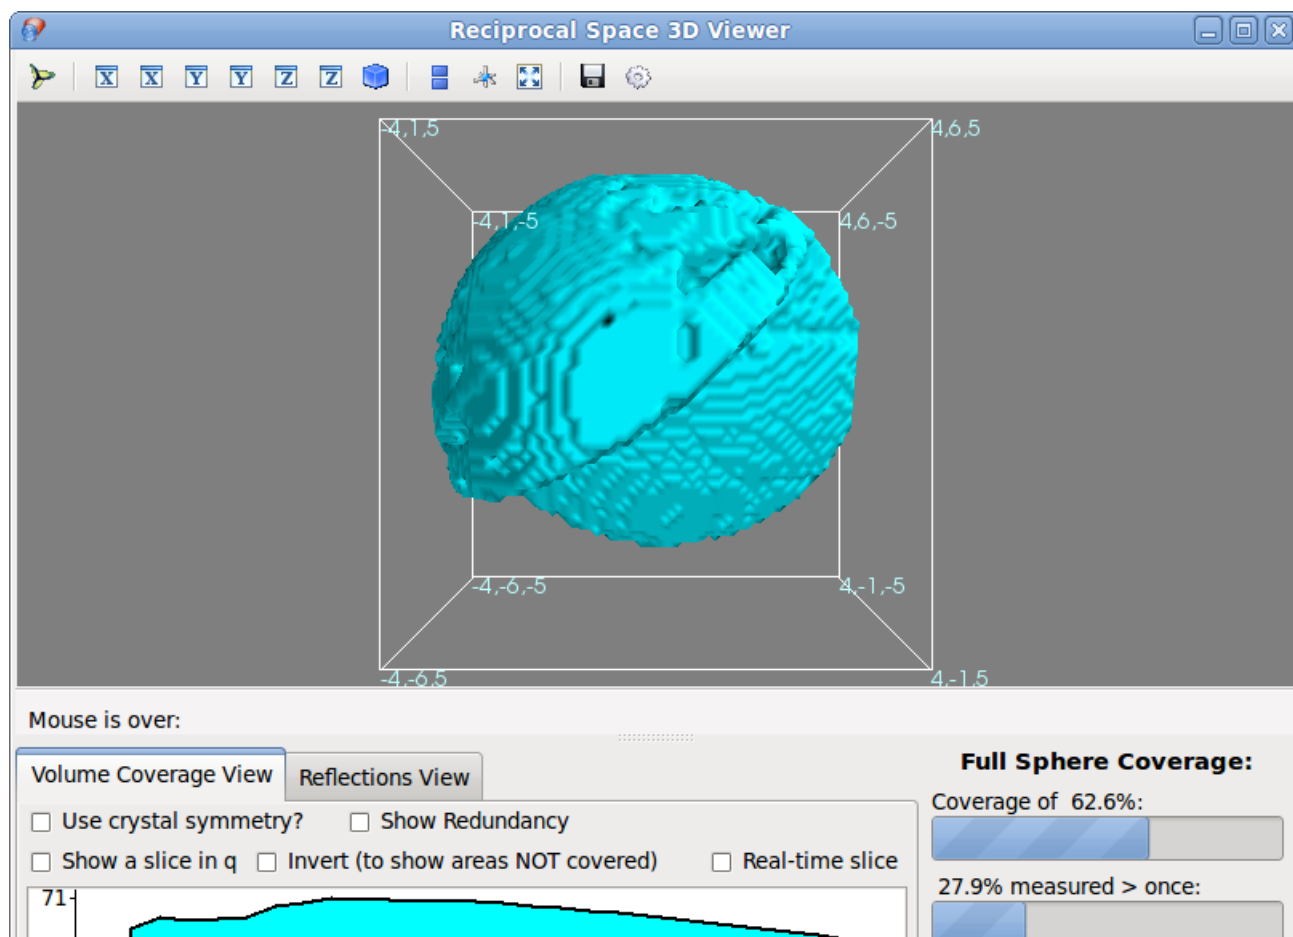 Reciprocal Space 3D Viewer
X X Y Y Z Z
-4,1,5 4,6,5
-4,1,-5 4,6,-5
-4,-6,-5 4,-1,-5
-4,-6,5 4,-1,5
Mouse is over:
Volume Coverage View Reflections View
Full Sphere Coverage:
Coverage of 62.6%:
Use crystal symmetry? Show Redundancy
Show a slice in q Invert (to show areas NOT covered) Real-time slice
27.9% measured > once:
71